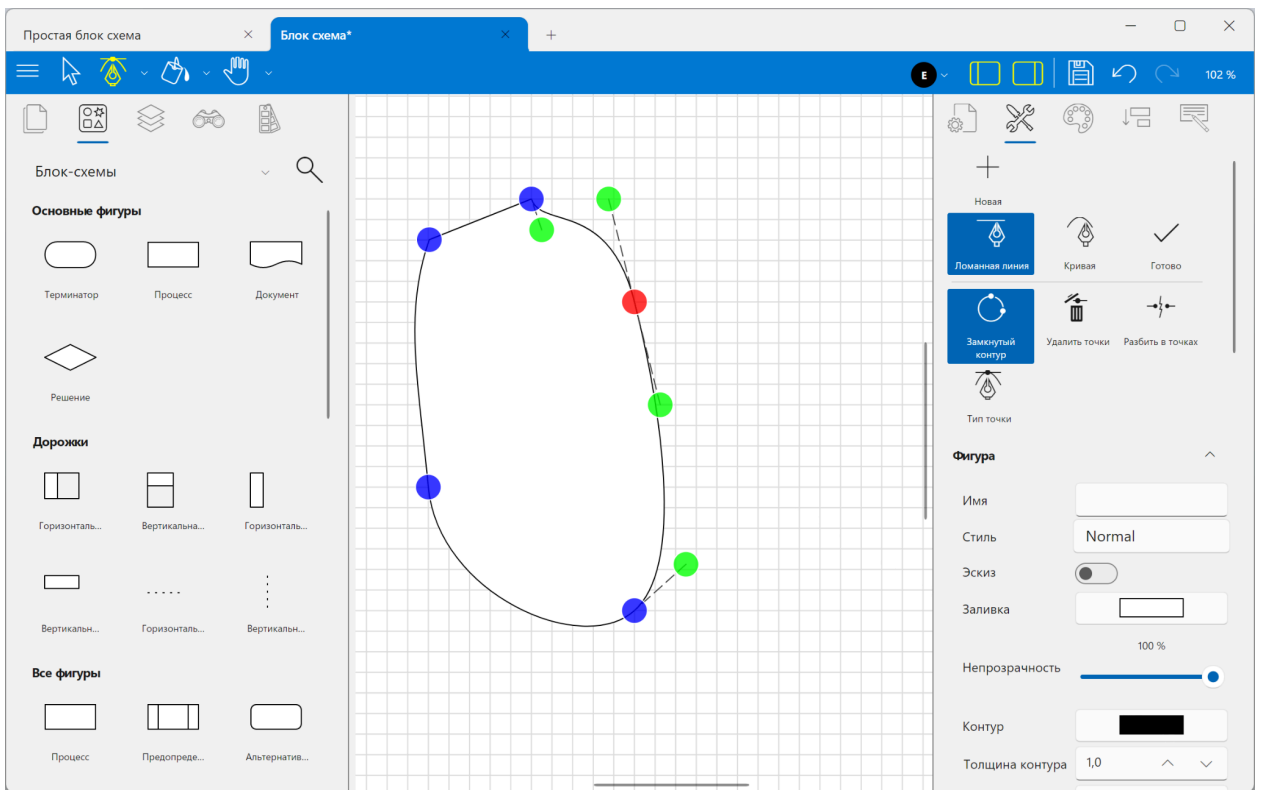 Простая блок схема
Блок схема*
E
102 %
Блок-схемы
Основные фигуры
Терминатор
Процесс
Документ
Решение
Дорожки
Горизонталь...
Вертикальна...
Горизонталь...
Вертикальн...
Горизонталь...
Вертикальн...
Все фигуры
Процесс
Предопреде...
Альтернатив...
Новая
Ломанная линия
Кривая
Готово
Замкнутый
контур
Удалить точки
Разбить в точках
Тип точки
Фигура
Имя
Стиль
Normal
Эскиз
Заливка
100 %
Непрозрачность
Контур
Толщина контура
1,0